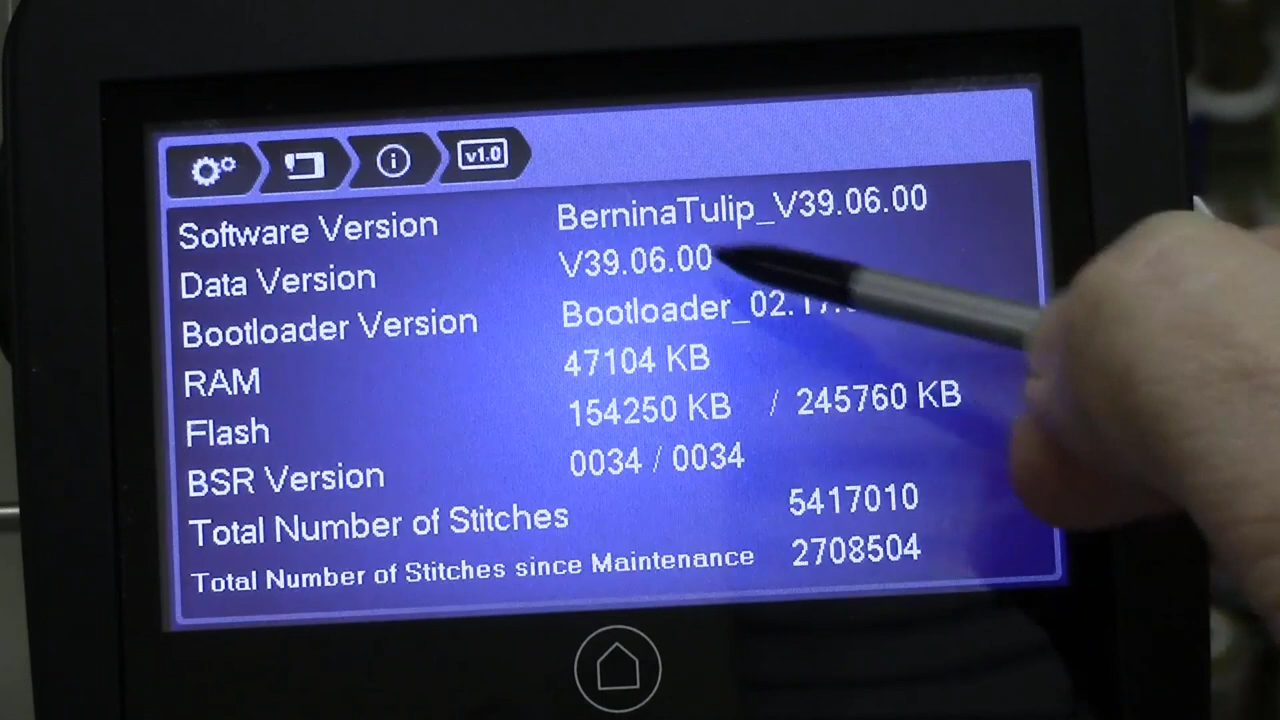 v1.0
Software Version BerninaTulip_V39.06.00
Data Version V39.06.00
Bootloader Version
RAM 47104 KB
Flash 154250 KB / 245760 KB
BSR Version 0034 / 0034
Total Number of Stitches 5417010
Total Number of Stitches since Maintenance 2708504